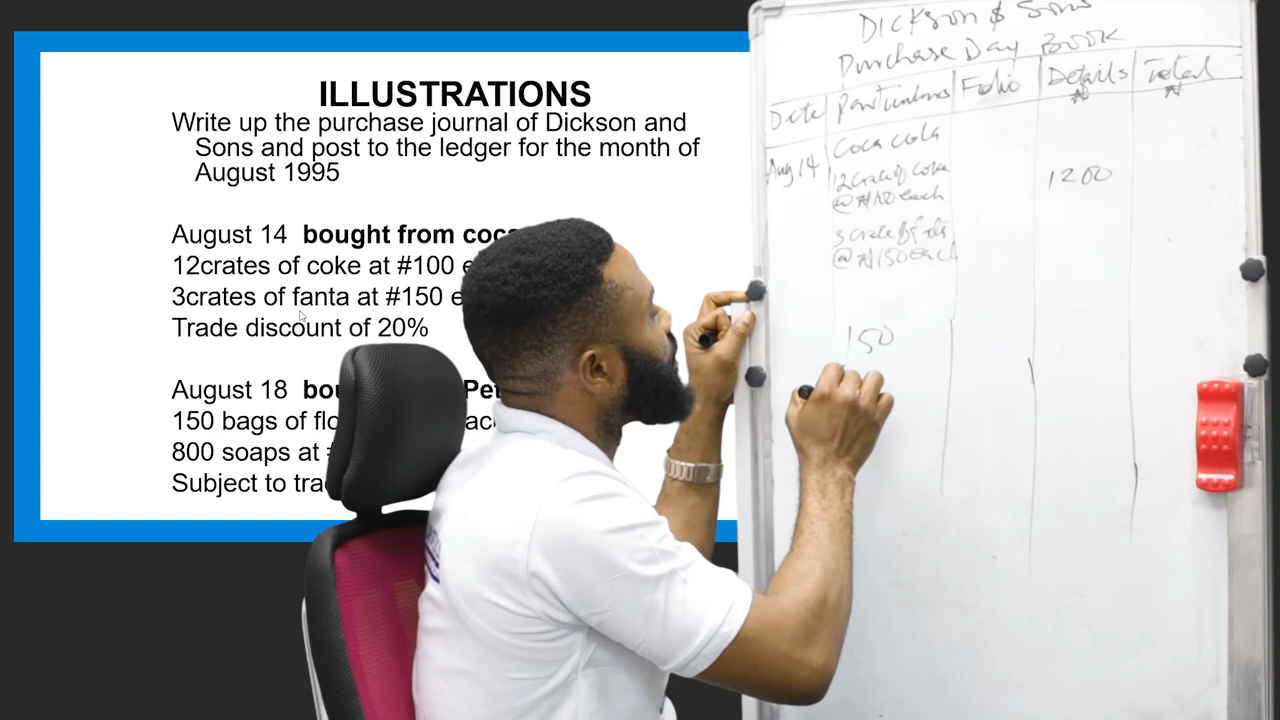 ILLUSTRATIONS
Write up the purchase journal of Dickson and
Sons and post to the ledger for the month of
August 1995
August 14 bought from coc
12crates of coke at #100 e
3crates of fanta at #150 e
Trade discount of 20%
August 18 bou Pet
150 bags of flo
800 soaps at
Subject to tra
Dickson & Sons
Purchase Day Book
Date Particulars Folio Details Total
₦ ₦
Aug 14 Coca cola
12 crate of coke 1200
@ ₦100 each
3 crate of fanta
@ ₦150 each
150